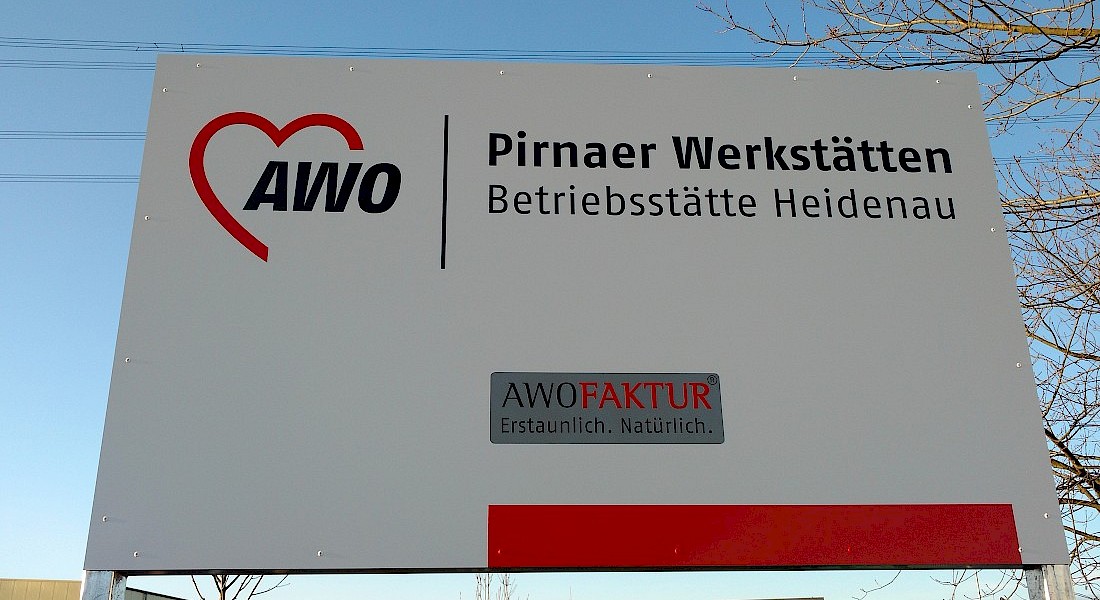 AWO
Pirnaer Werkstätten
Betriebsstätte Heidenau
AWOFAKTUR®
Erstaunlich. Natürlich.